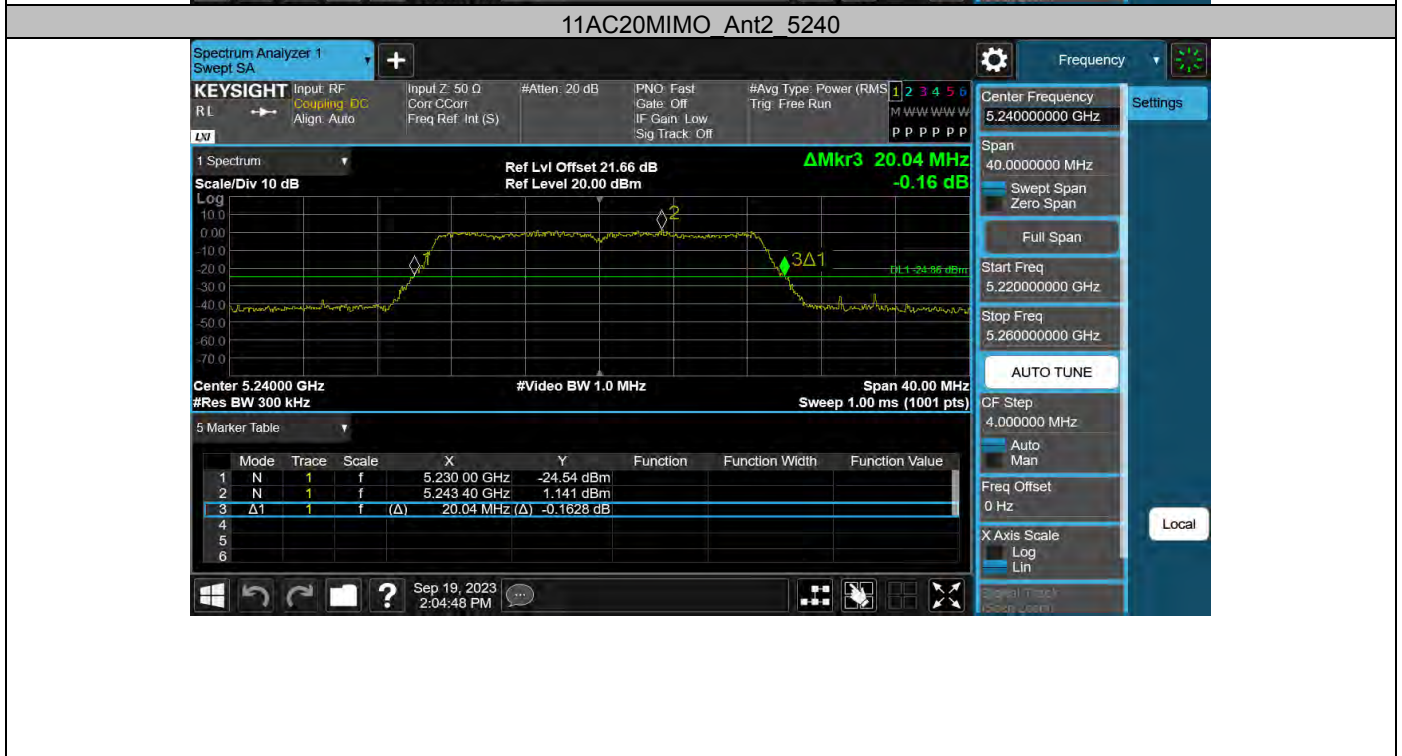 11AC20MIMO_Ant2_5240
Spectrum Analyzer 1
Swept SA
+
Frequency
KEYSIGHT Input: RF Input Z: 50 Ω #Atten: 20 dB PNO: Fast #Avg Type: Power (RMS 1 2 3 4 5 6
RL Coupling: DC Corr CCorr Gate: Off Trig: Free Run M W W W W W
Align: Auto Freq Ref: Int (S) IF Gain: Low
LXI Sig Track: Off P P P P P P
Center Frequency
5.240000000 GHz
Settings
1 Spectrum
Ref Lvl Offset 21.66 dB
ΔMkr3 20.04 MHz
Scale/Div 10 dB
Ref Level 20.00 dBm
-0.16 dB
Span
40.0000000 MHz
Swept Span
Zero Span
Log
10.0
0.00
-10.0
-20.0
-30.0
-40.0
-50.0
-60.0
-70.0
1
2
3Δ1
DL1 -24.86 dBm
Full Span
Start Freq
5.220000000 GHz
Stop Freq
5.260000000 GHz
AUTO TUNE
Center 5.24000 GHz #Video BW 1.0 MHz Span 40.00 MHz
#Res BW 300 kHz Sweep 1.00 ms (1001 pts)
CF Step
4.000000 MHz
Auto
Man
5 Marker Table
Mode Trace Scale X Y Function Function Width Function Value
1 N 1 f 5.230 00 GHz -24.54 dBm
2 N 1 f 5.243 40 GHz 1.141 dBm
3 Δ1 1 f (Δ) 20.04 MHz (Δ) -0.1628 dB
4
5
6
Freq Offset
0 Hz
Local
X Axis Scale
Log
Lin
Signal Track
(Span Zoom)
?
Sep 19, 2023
2:04:48 PM